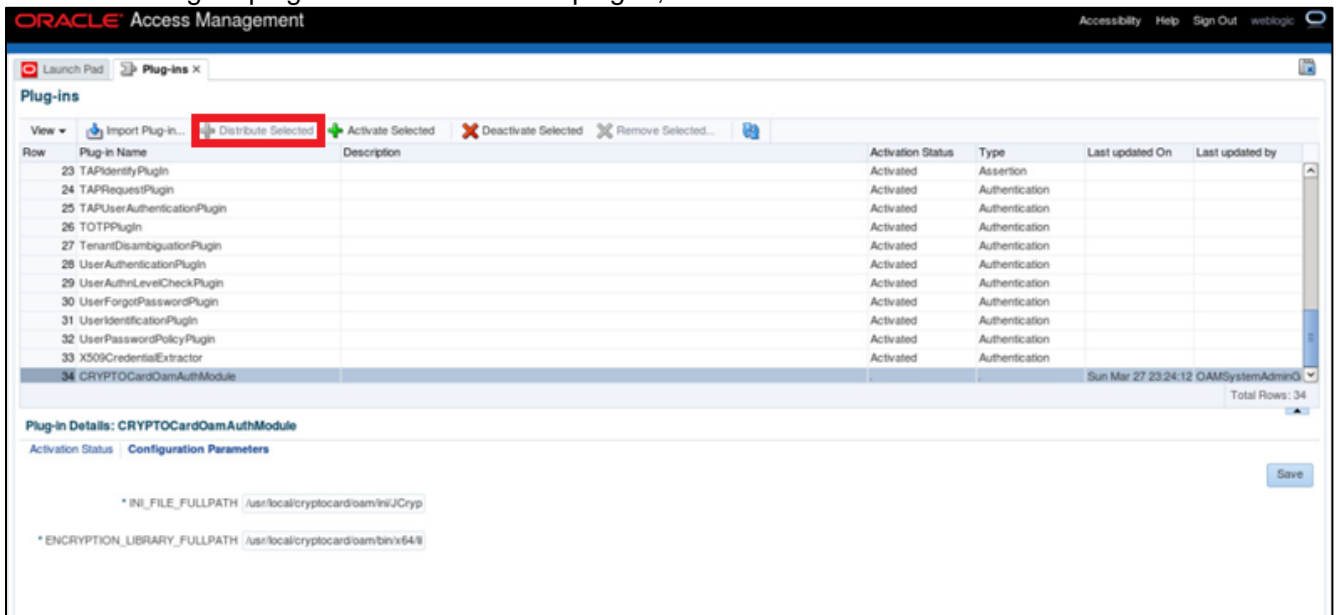 ORACLE Access Management Accessibility Help Sign Out weblogic
Launch Pad Plug-ins ×
Plug-ins
View Import Plug-in... Distribute Selected Activate Selected Deactivate Selected Remove Selected...
Row Plug-in Name Description Activation Status Type Last updated On Last updated by
23 TAPIdentifyPlugIn Activated Assertion
24 TAPRequestPlugin Activated Authentication
25 TAPUserAuthenticationPlugin Activated Authentication
26 TOTPPlugIn Activated Authentication
27 TenantDisambiguationPlugin Activated Authentication
28 UserAuthenticationPlugIn Activated Authentication
29 UserAuthnLevelCheckPlugin Activated Authentication
30 UserForgotPasswordPlugin Activated Authentication
31 UserIdentificationPlugIn Activated Authentication
32 UserPasswordPolicyPlugin Activated Authentication
33 X509CredentialExtractor Activated Authentication
34 CRYPTOCardOamAuthModule . . Sun Mar 27 23:24:12 OAMSystemAdminG
Total Rows: 34
Plug-in Details: CRYPTOCardOamAuthModule
Activation Status Configuration Parameters
Save
* INI_FILE_FULLPATH /usr/local/cryptocard/oam/ini/JCryp
* ENCRYPTION_LIBRARY_FULLPATH /usr/local/cryptocard/oam/bin/x64/li